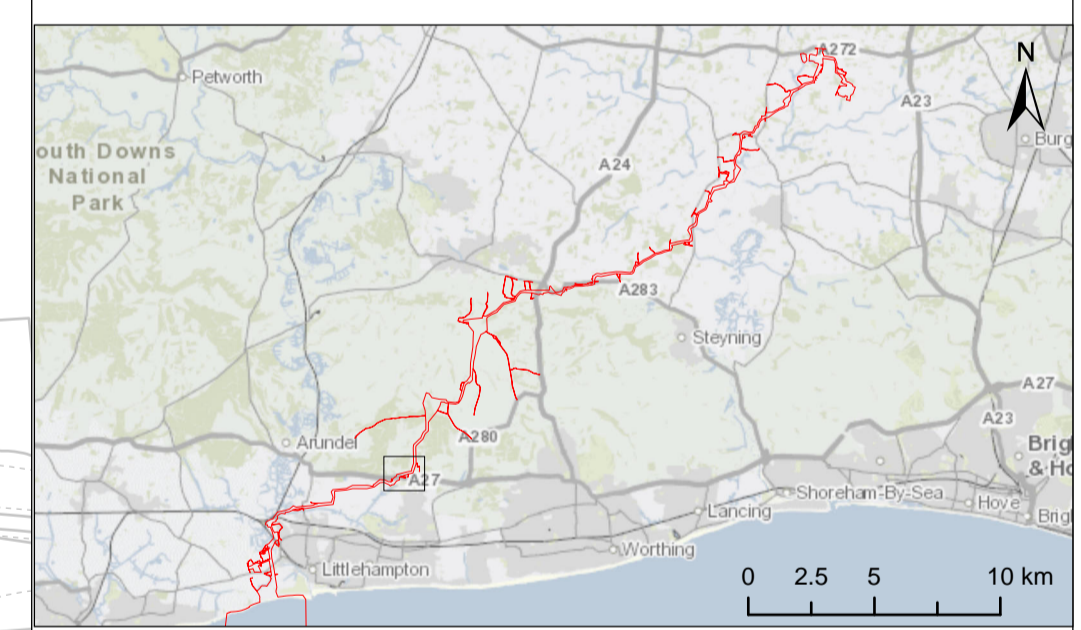 A272
N
Petworth
A23
Burg
outh Downs
National
Park
A24
A283
Steyning
A27
A23
Arundel
A280
Brig
& Ho
A27
Shoreham-By-Sea
Hove
Lancing
Brig
Worthing
Littlehampton
0 2.5 5 10 km